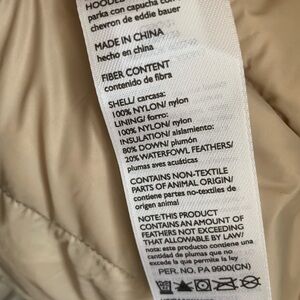 HOODED
parka con capucha co
chevron de eddie bauer
MADE IN CHINA
hecho en china
FIBER CONTENT
contenido de fibra
SHELL/ carcasa:
100% NYLON/ nylon
LINING/ forro:
100% NYLON/ nylon
INSULATION/ aislamiento:
80% DOWN/ plumón
20% WATERFOWL FEATHERS/
plumas aves acuáticas
CONTAINS NON-TEXTILE
PARTS OF ANIMAL ORIGIN/
contiene partes no-textiles de
origen animal
NOTE: THIS PRODUCT
CONTAINS AN AMOUNT OF
FEATHERS NOT EXCEEDING
THAT ALLOWABLE BY LAW/
nota: este producto contiene una
cantidad de plumas que no
excede la que permite la ley
PER. NO. PA 9900(CN)